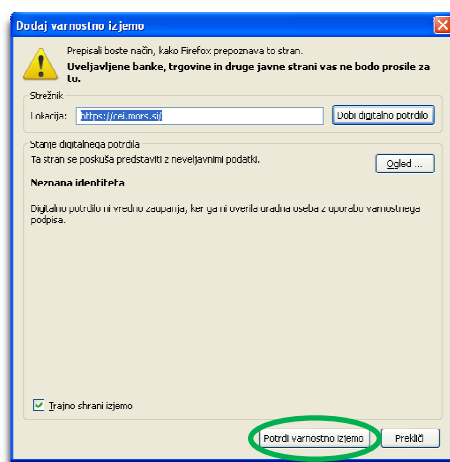 Dodaj varnostno izjemo
Prepisali boste način, kako Firefox prepoznava to stran.
Uveljavljene banke, trgovine in druge javne strani vas ne bodo prosile za
to.
Strežnik
Lokacija: https://cei.mors.si/ Dobi digitalno potrdilo
Stanje digitalnega potrdila
Ta stran se poskuša predstaviti z neveljavnimi podatki. Ogled ...
Neznana identiteta
Digitalno potrdilo ni vredno zaupanja, ker ga ni overila uradna oseba z uporabo varnostnega
podpisa.
Trajno shrani izjemo
Potrdi varnostno izjemo Prekliči